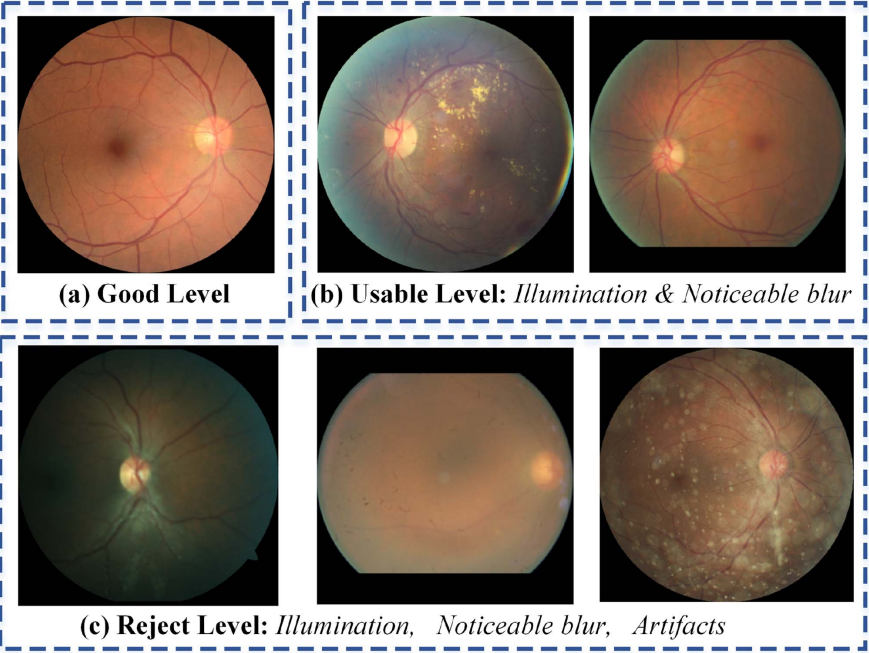 (a) Good Level
(b) Usable Level: Illumination & Noticeable blur
(c) Reject Level: Illumination, Noticeable blur, Artifacts